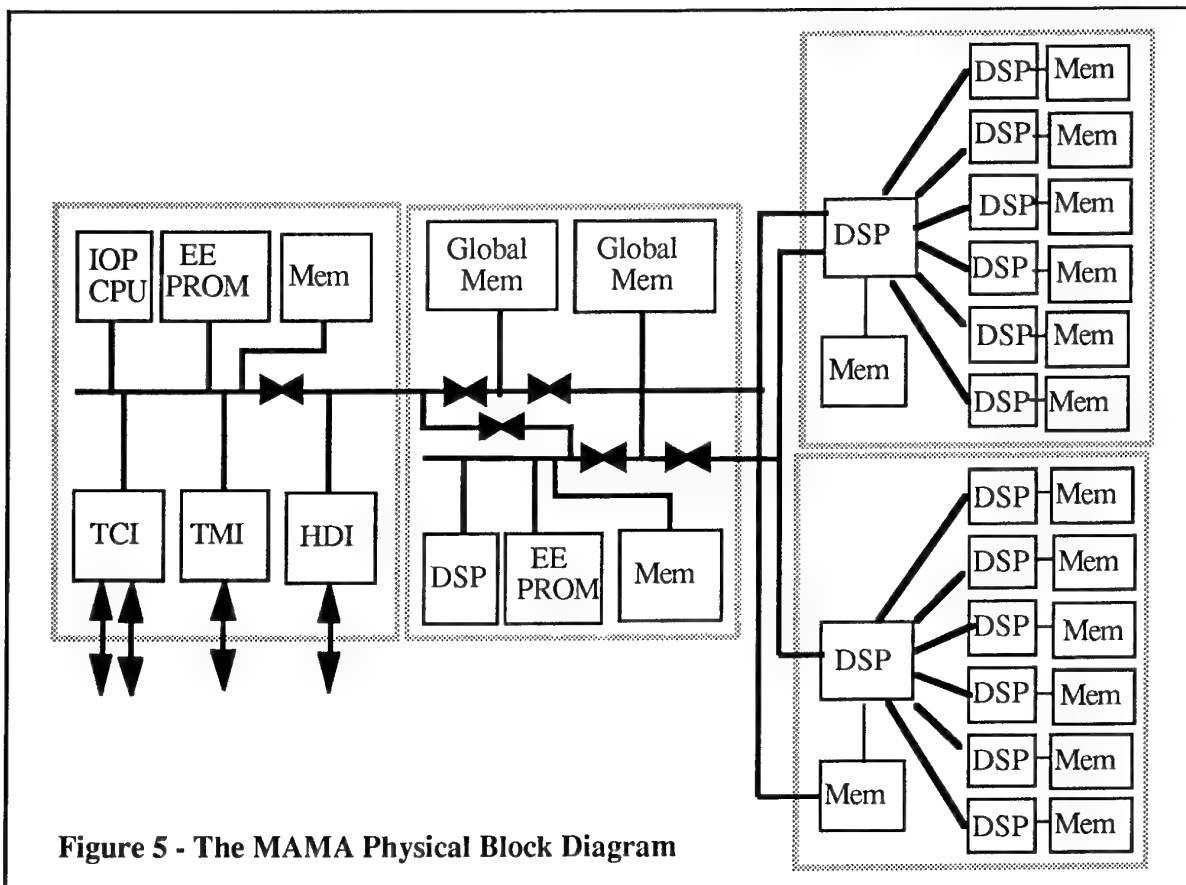 IOP
CPU
EE
PROM
Mem
TCI
TMI
HDI
Global
Mem
Global
Mem
DSP
EE
PROM
Mem
DSP
Mem
DSP
Mem
DSP
Mem
DSP
Mem
DSP
Mem
DSP
Mem
DSP
Mem
DSP
Mem
DSP
Mem
DSP
Mem
DSP
Mem
DSP
Mem
DSP
Mem
DSP
Mem
Figure 5 - The MAMA Physical Block Diagram